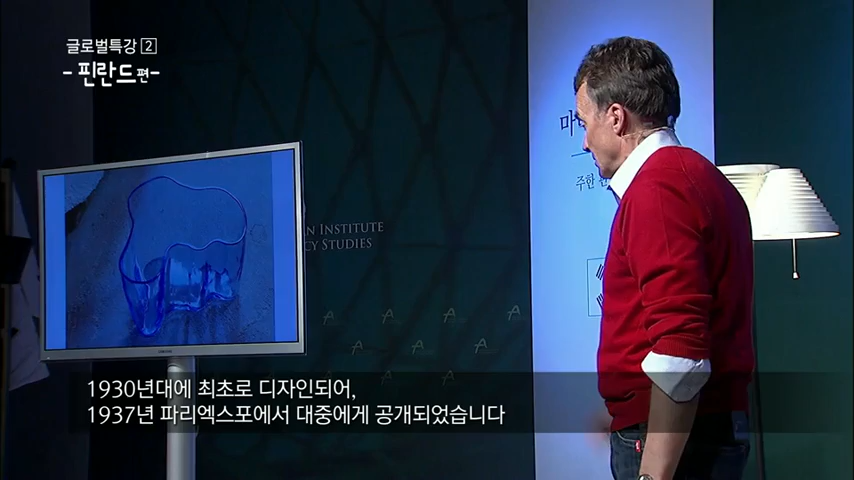 글로벌특강 2
- 핀란드편 -
N INSTITUTE
CY STUDIES
마
주한
1930년대에 최초로 디자인되어,
1937년 파리엑스포에서 대중에게 공개되었습니다